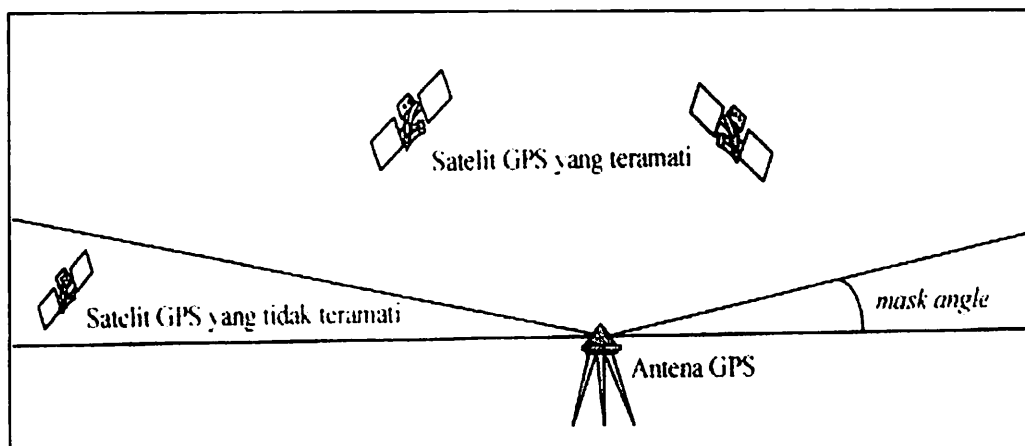 Satelit GPS yang teramati
Satelit GPS yang tidak teramati
mask angle
Antena GPS